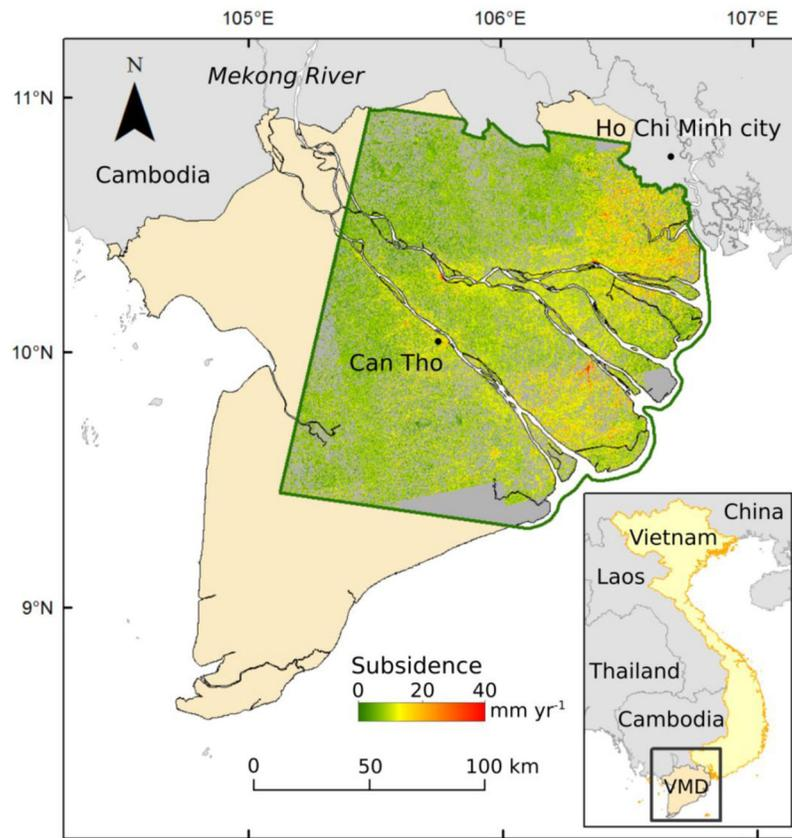 105°E 106°E 107°E
N
Mekong River
11°N
Ho Chi Minh city
Cambodia
10°N
Can Tho
China
Vietnam
Laos
9°N
Subsidence
0 20 40
mm yr-1
Thailand
Cambodia
0 50 100 km
VMD